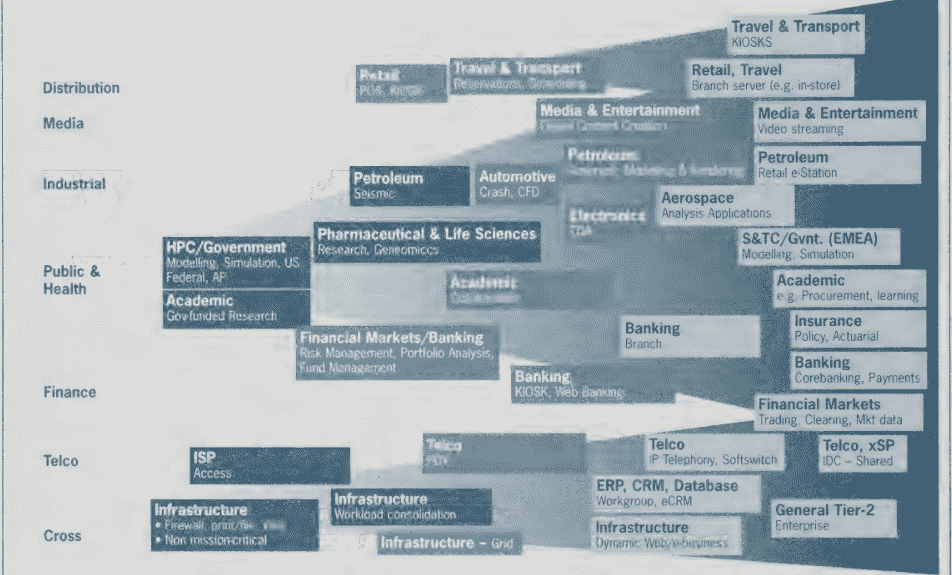 Travel & Transport
KIOSKS
Distribution
Retail
Travel & Transport
Retail, Travel
Branch server (e.g. in-store)
Media
Media & Entertainment
Media & Entertainment
Video streaming
Industrial
Petroleum
Seismic
Automotive
Crash, CFD
Petroleum
Petroleum
Retail e-Station
Aerospace
Analysis Applications
Electronics
EDA
Public &
Health
HPC/Government
Modelling, Simulation, US
Federal, AP
Pharmaceutical & Life Sciences
Research, Genomiccs
S&TC/Gvnt. (EMEA)
Modelling, Simulation
Academic
Gov-funded Research
Academic
Academic
e.g. Procurement, learning
Financial Markets/Banking
Risk Management, Portfolio Analysis,
Fund Management
Banking
Branch
Insurance
Policy, Actuarial
Finance
Banking
KIOSK, Web Banking
Banking
Corebanking, Payments
Financial Markets
Trading, Clearing, Mkt data
Telco
ISP
Access
Telco
Telco
IP Telephony, Softswitch
Telco, xSP
IDC – Shared
ERP, CRM, Database
Workgroup, eCRM
Cross
Infrastructure
• Firewall, print/file
• Non mission-critical
Infrastructure
Workload consolidation
Infrastructure – Grid
Infrastructure
Dynamic Web/e-business
General Tier-2
Enterprise